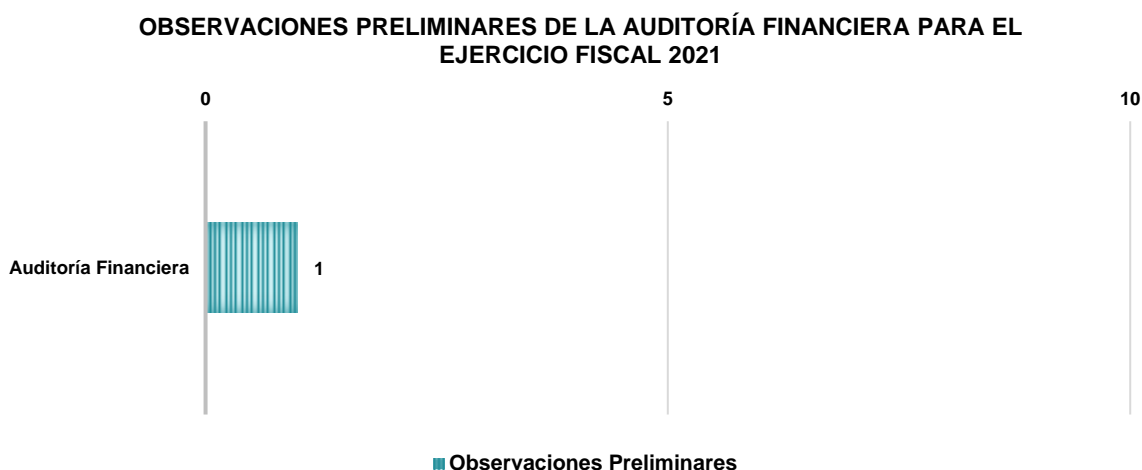 OBSERVACIONES PRELIMINARES DE LA AUDITORÍA FINANCIERA PARA EL
EJERCICIO FISCAL 2021
0 5 10
Auditoría Financiera 1
Observaciones Preliminares